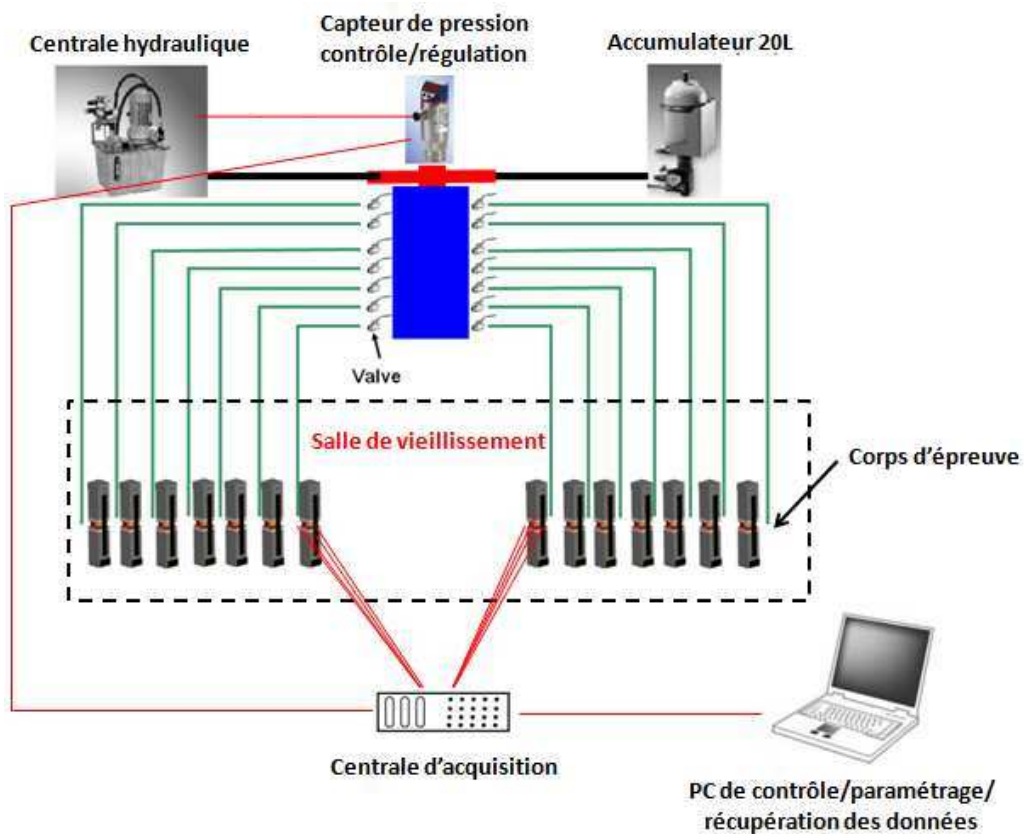 Centrale hydraulique
Capteur de pression
contrôle/régulation
Accumulateur 20L
Valve
Salle de vieillissement
Corps d'épreuve
Centrale d'acquisition
PC de contrôle/paramétrage/
récupération des données